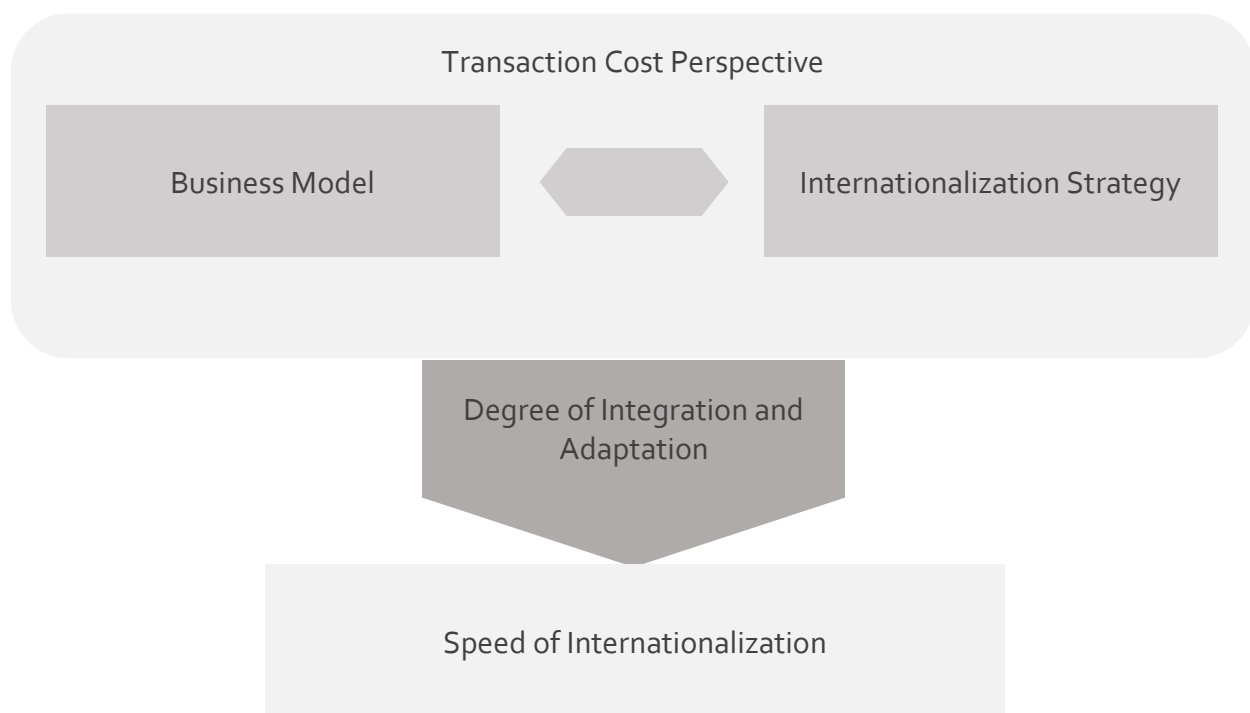 Transaction Cost Perspective
Business Model
Internationalization Strategy
Degree of Integration and
Adaptation
Speed of Internationalization